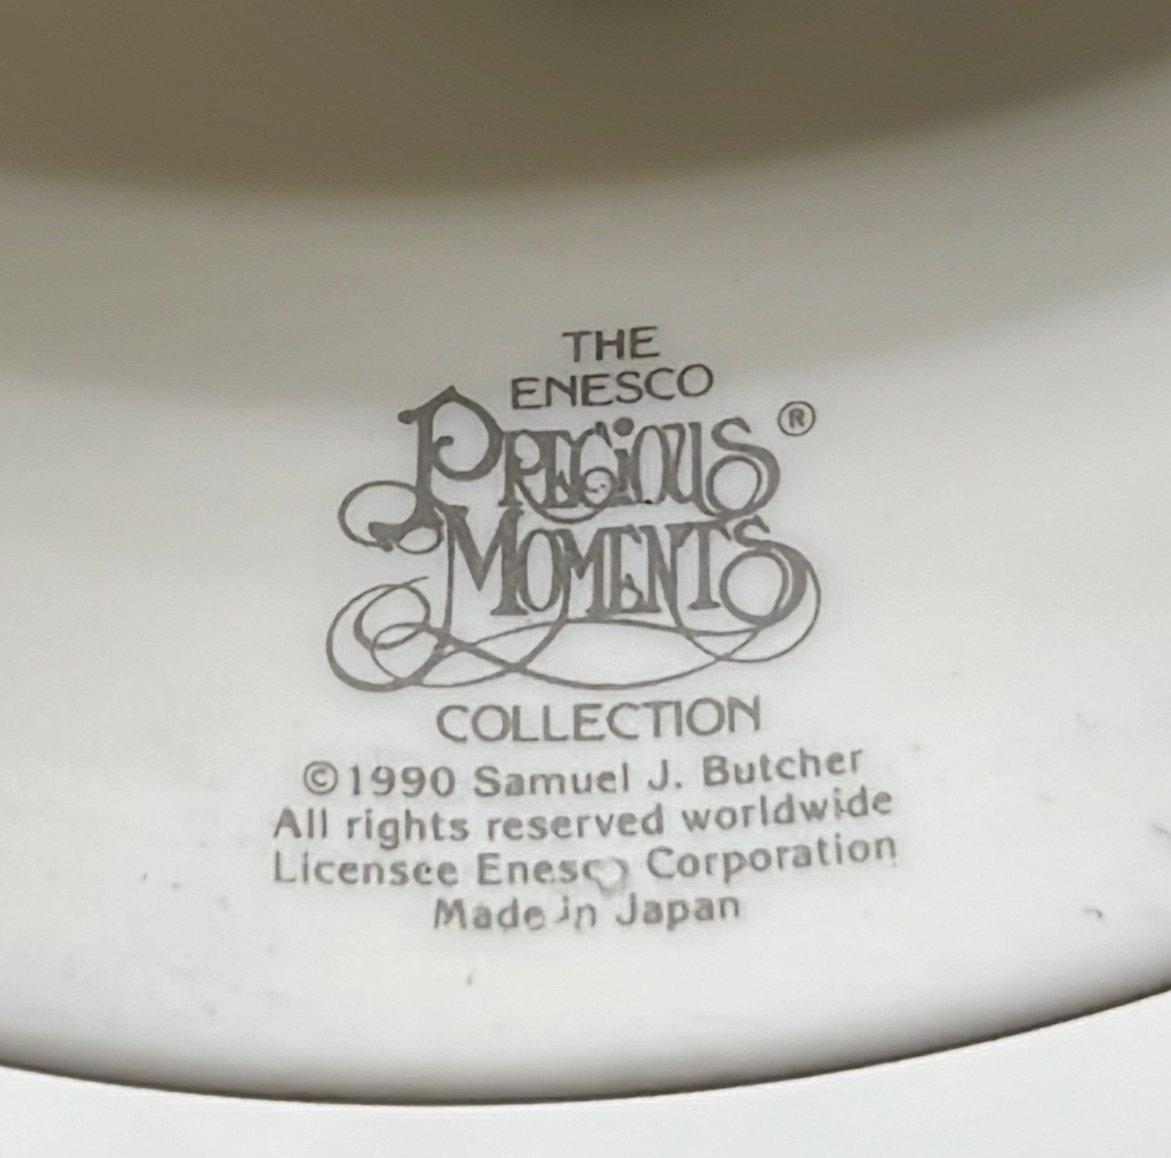 THE
ENESCO
PRECIOUS ®
MOMENTS
COLLECTION
©1990 Samuel J. Butcher
All rights reserved worldwide
Licensee Enesco Corporation
Made in Japan